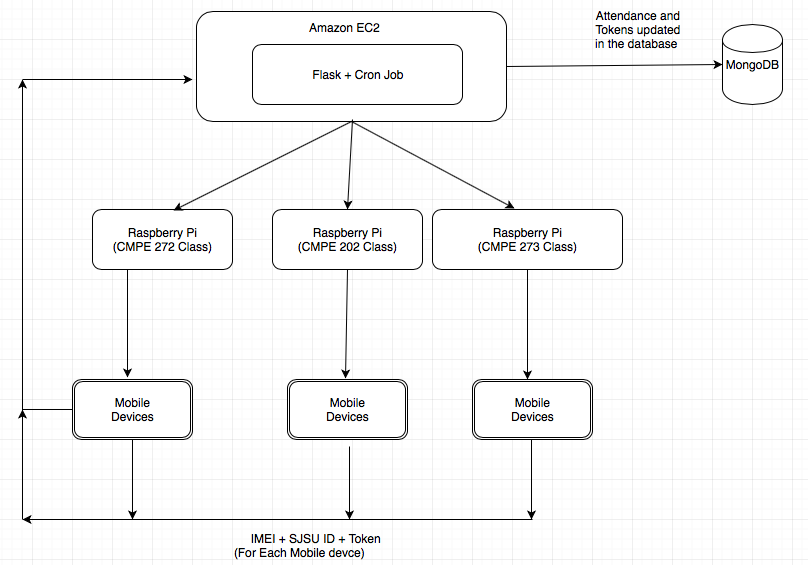 Amazon EC2
Flask + Cron Job
Attendance and
Tokens updated
in the database
MongoDB
Raspberry Pi
(CMPE 272 Class)
Raspberry Pi
(CMPE 202 Class)
Raspberry Pi
(CMPE 273 Class)
Mobile
Devices
Mobile
Devices
Mobile
Devices
IMEI + SJSU ID + Token
(For Each Mobile devce)